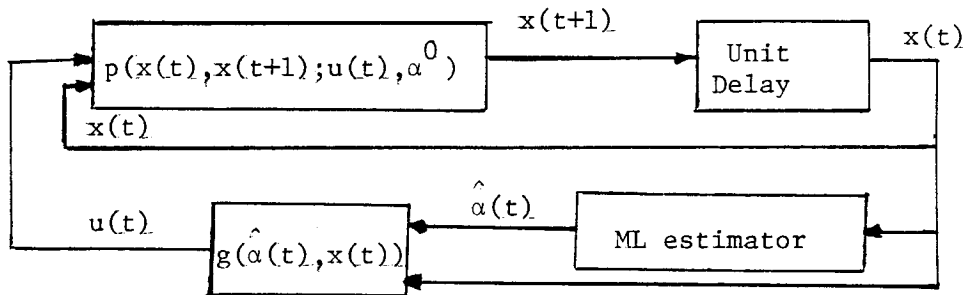 x(t+1)
x(t)
p(x(t),x(t+1);u(t),α⁰)
Unit
Delay
x(t)
α̂(t)
u(t)
g(α̂(t),x(t))
ML estimator